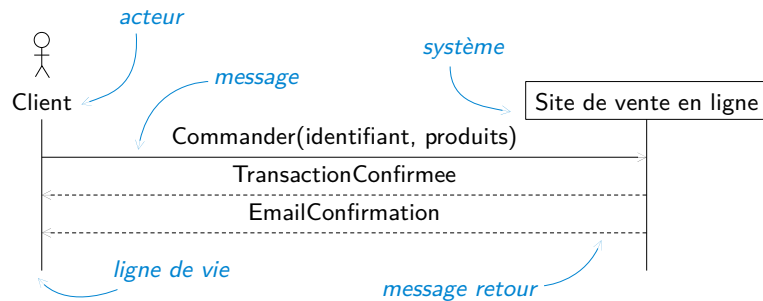 acteur
système
message
Client
Site de vente en ligne
Commander(identifiant, produits)
TransactionConfirmee
EmailConfirmation
ligne de vie
message retour